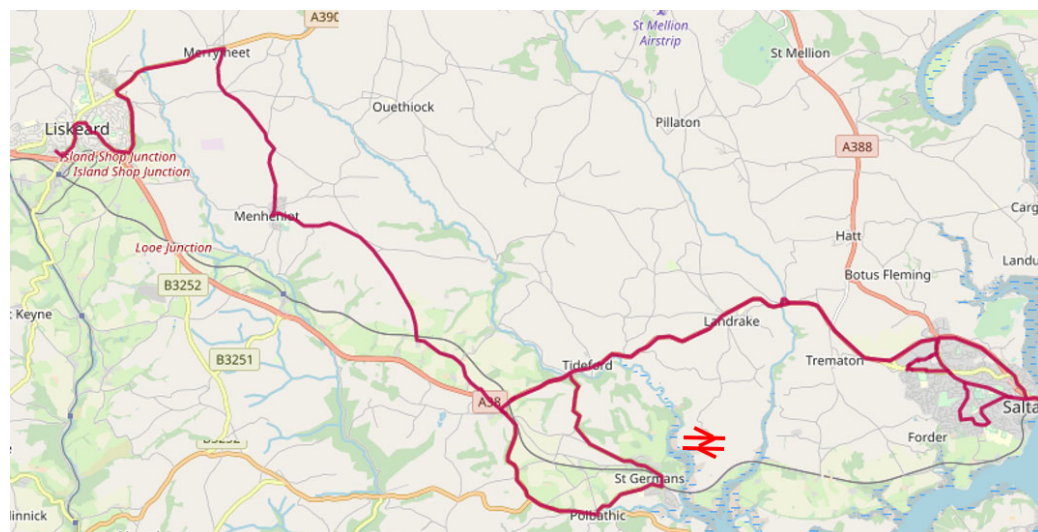 A390
St Mellion
Airstrip
Merrymeet
St Mellion
Quethiock
Pillaton
Liskeard
A388
Island Shop Junction
Island Shop Junction
Carg
Menheniot
Hatt
Looe Junction
Landu
Botus Fleming
B3252
Keyne
Landrake
B3251
Trematon
Tideford
A38
Salta
Forder
B3252
St Germans
Polbathic
linnick